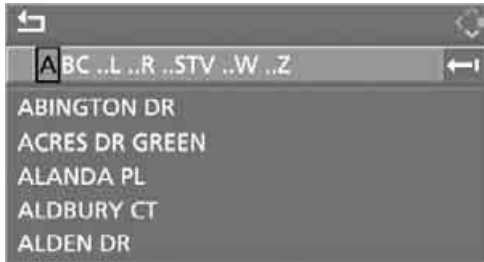 ABC ..L ..R ..STV ..W ..Z
ABINGTON DR
ACRES DR GREEN
ALANDA PL
ALDBURY CT
ALDEN DR